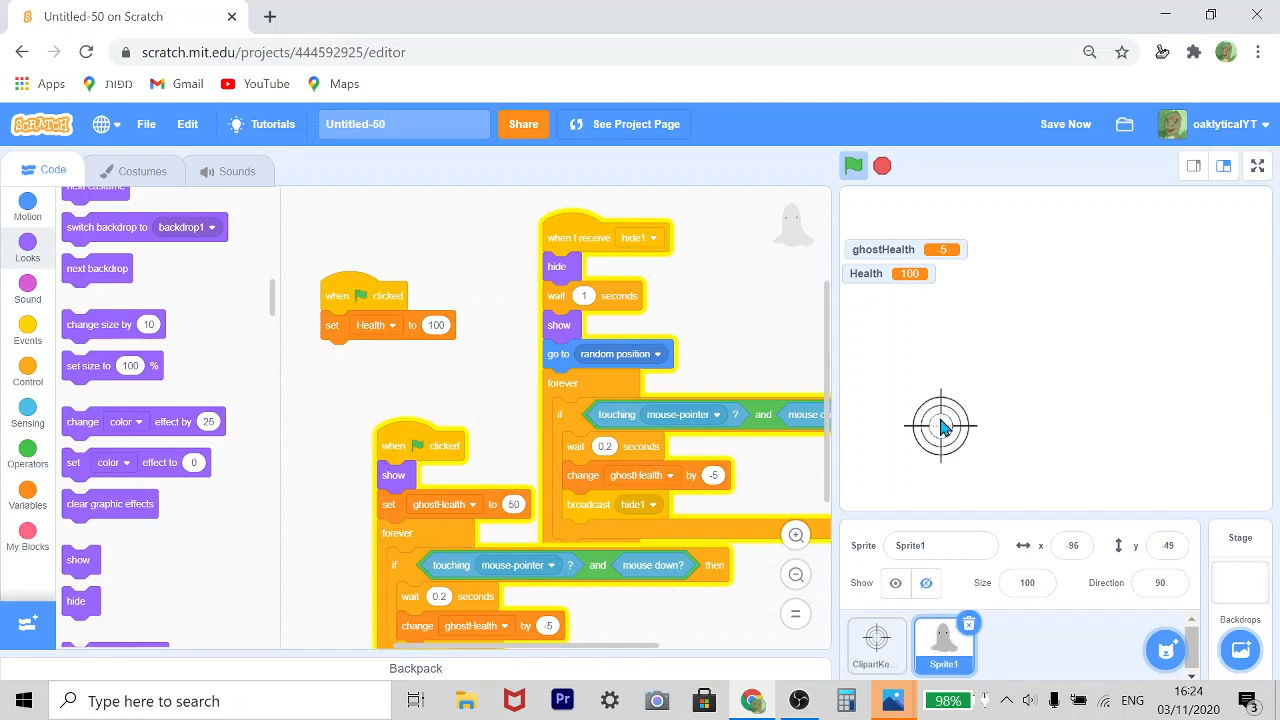 Untitled-50 on Scratch
scratch.mit.edu/projects/444592925/editor
Apps
מפות
Gmail
YouTube
Maps
SCRATCH
File
Edit
Tutorials
Untitled-50
Share
See Project Page
Save Now
oaklyticalYT
Code
Costumes
Sounds
Motion
Looks
Sound
Events
Control
Sensing
Operators
Variables
My Blocks
next costume
switch backdrop to backdrop1
next backdrop
change size by 10
set size to 100 %
change color effect by 25
set color effect to 0
clear graphic effects
show
hide
when clicked
set Health to 100
when I receive hide1
hide
wait 1 seconds
show
go to random position
forever
if touching mouse-pointer ? and mouse do
wait 0.2 seconds
change ghostHealth by -5
broadcast hide1
when clicked
show
set ghostHealth to 50
forever
if touching mouse-pointer ? and mouse down? then
wait 0.2 seconds
change ghostHealth by -5
ghostHealth -5
Health 100
Sprite Sprite1 x -96 y -49
Show Size 100 Direction 90
ClipartKe...
Sprite1
Stage
Backdrops
Backpack
Type here to search
Pr
98%
ENG
16:24
03/11/2020
3